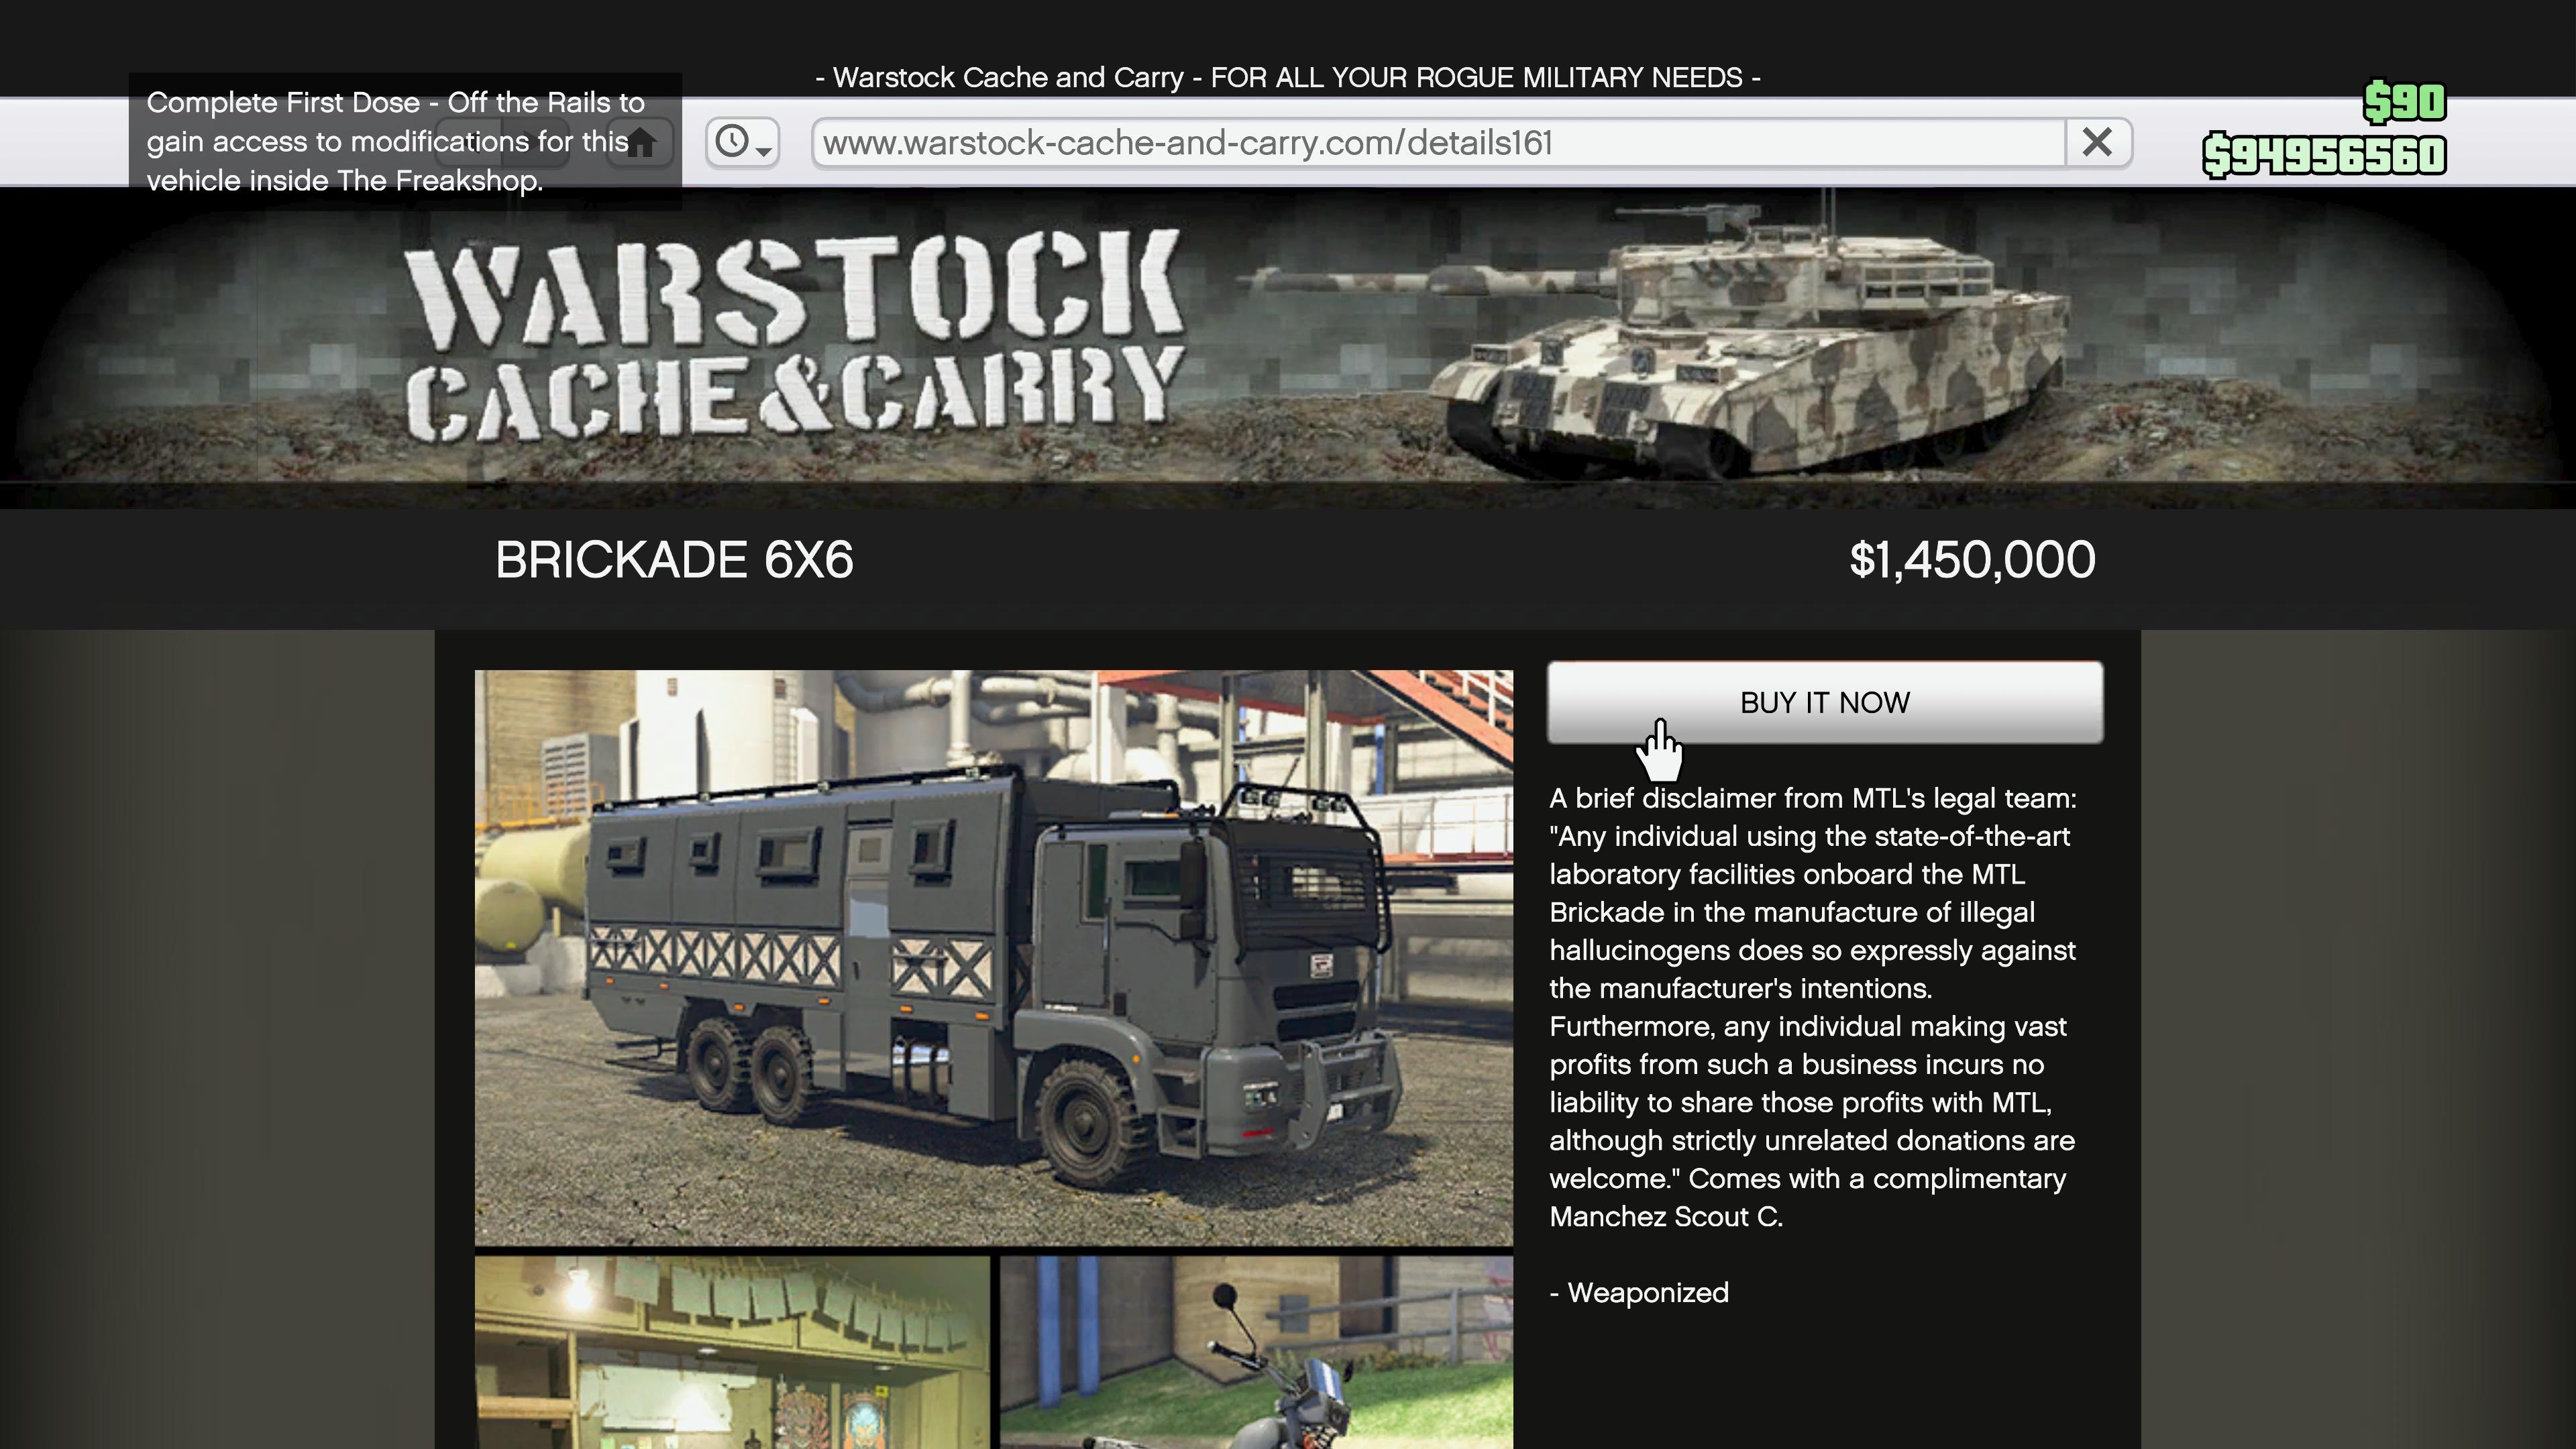 - Warstock Cache and Carry - FOR ALL YOUR ROGUE MILITARY NEEDS -
Complete First Dose - Off the Rails to
gain access to modifications for this
vehicle inside The Freakshop.
www.warstock-cache-and-carry.com/details161
$90
$94956560
WARSTOCK
CACHE&CARRY
BRICKADE 6X6
$1,450,000
BUY IT NOW
A brief disclaimer from MTL's legal team:
"Any individual using the state-of-the-art
laboratory facilities onboard the MTL
Brickade in the manufacture of illegal
hallucinogens does so expressly against
the manufacturer's intentions.
Furthermore, any individual making vast
profits from such a business incurs no
liability to share those profits with MTL,
although strictly unrelated donations are
welcome." Comes with a complimentary
Manchez Scout C.
- Weaponized